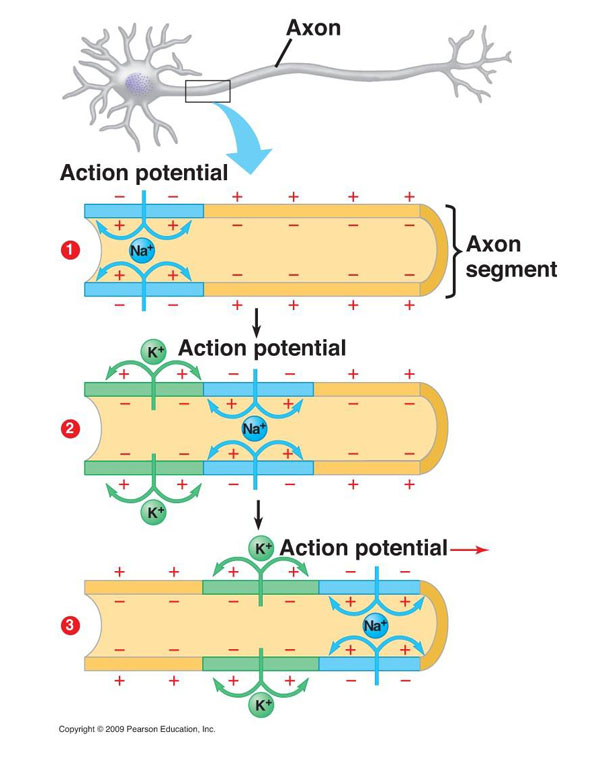 Axon
Action potential
− − + + + +
+ + − − − −
1
Na⁺
Axon
segment
+ + − − − −
− − + + + +
K⁺
Action potential
+ + − − + +
− − + + − −
2
Na⁺
− − + + − −
+ + − − + +
K⁺
K⁺
Action potential
+ + + + − −
− − − − + +
3
Na⁺
− − − − + +
+ + + + − −
K⁺
Copyright © 2009 Pearson Education, Inc.